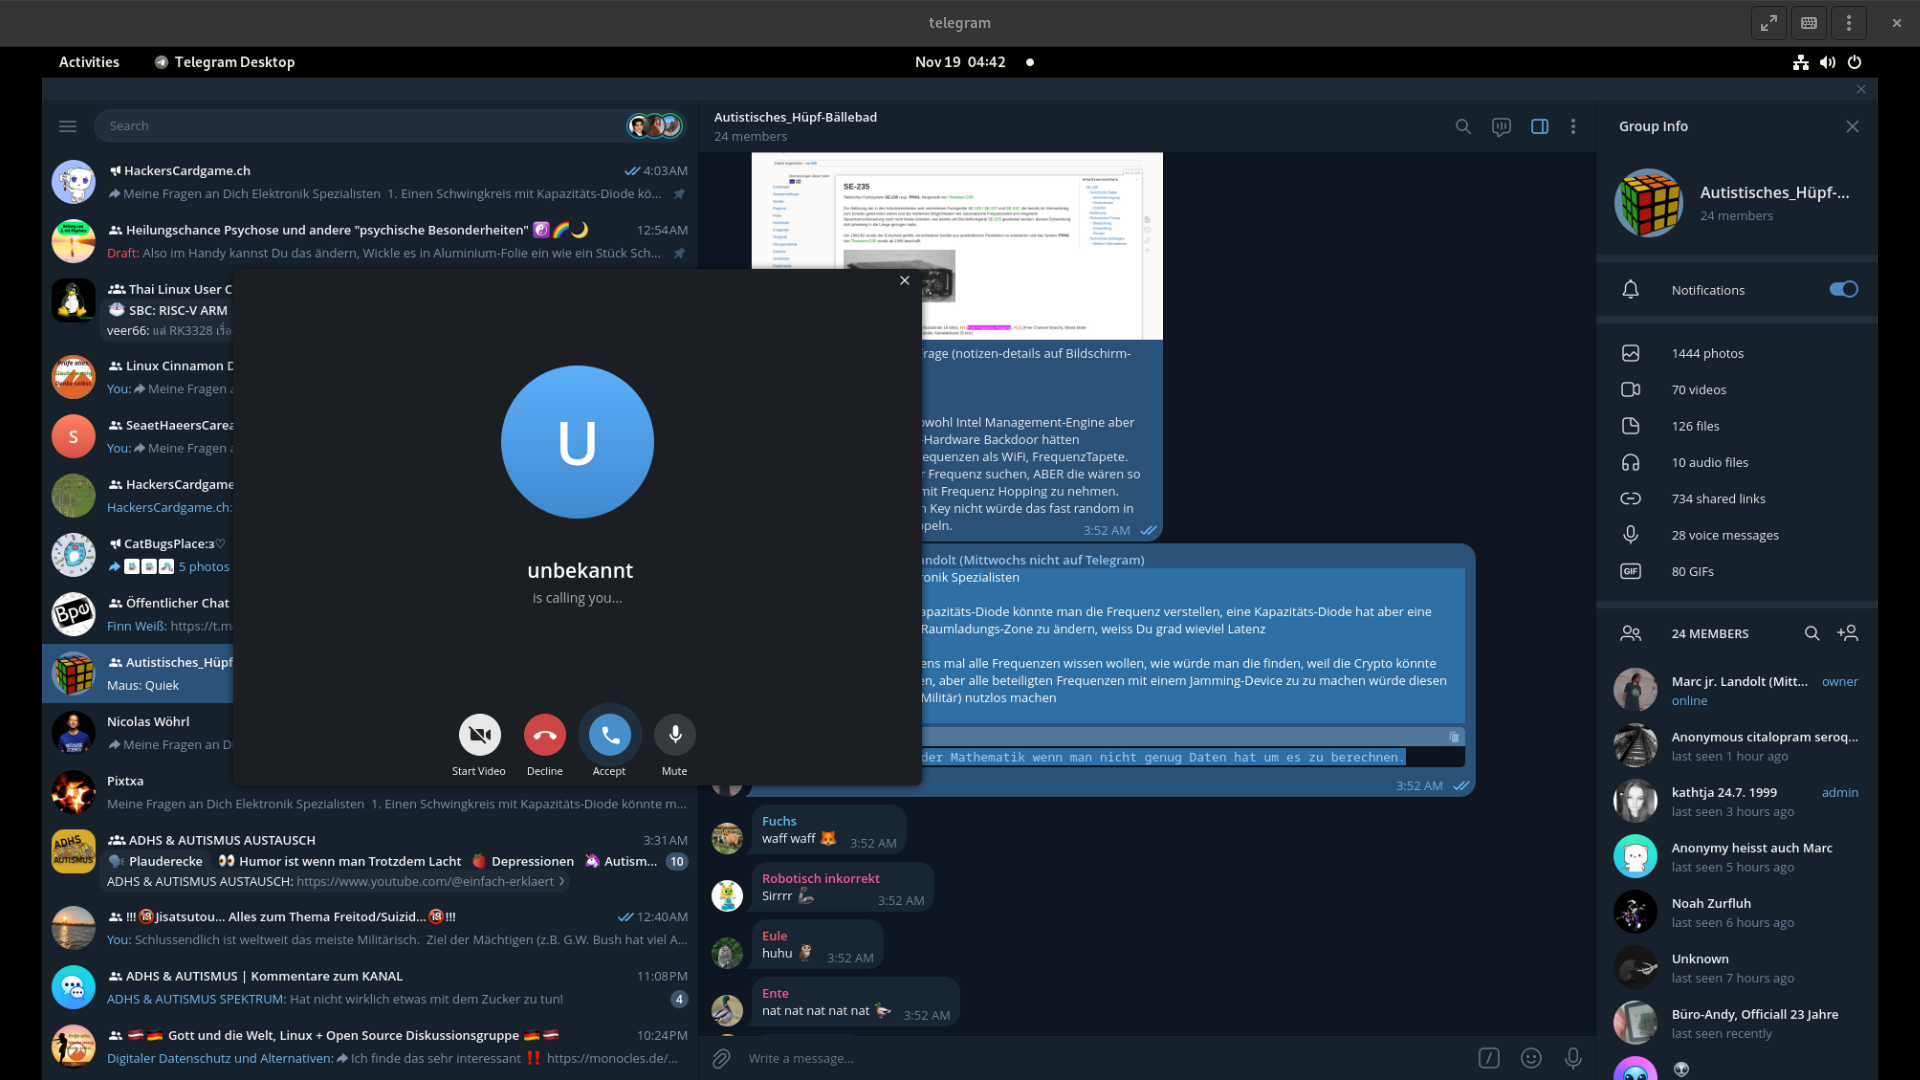 telegram
Activities
Telegram Desktop
Nov 19 04:42
Search
HackersCardgame.ch
4:03AM
Meine Fragen an Dich Elektronik Spezialisten 1. Einen Schwingkreis mit Kapazitäts-Diode kö...
Heilungschance Psychose und andere "psychische Besonderheiten"
12:54AM
Draft: Also im Handy kannst Du das ändern, Wickle es in Aluminium-Folie ein wie ein Stück Sch...
Thai Linux User C
SBC: RISC-V ARM
veer66: แต่ RK3328 เรื่อ
Linux Cinnamon D
You: Meine Fragen a
S
SeaetHaeersCarea
You: Meine Fragen a
HackersCardgame
HackersCardgame.ch:
CatBugsPlace:з♡
5 photos
Bpe
Öffentlicher Chat
Finn Weiß: https://t.m
Autistisches_Hüpf
Maus: Quiek
Nicolas Wöhrl
Meine Fragen an D
Pixtxa
Meine Fragen an Dich Elektronik Spezialisten 1. Einen Schwingkreis mit Kapazitäts-Diode könnte m...
ADHS
AUTISMUS
ADHS & AUTISMUS AUSTAUSCH
3:31AM
Plauderecke 👀 Humor ist wenn man Trotzdem Lacht 🍓 Depressionen 🦄 Autism...
10
ADHS & AUTISMUS AUSTAUSCH: https://www.youtube.com/@einfach-erklaert
!!!🔞Jisatsutou... Alles zum Thema Freitod/Suizid...🔞!!!
12:40AM
You: Schlussendlich ist weltweit das meiste Militärisch. Ziel der Mächtigen (z.B. G.W. Bush hat viel A...
ADHS & AUTISMUS | Kommentare zum KANAL
11:08PM
ADHS & AUTISMUS SPEKTRUM: Hat nicht wirklich etwas mit dem Zucker zu tun!
4
Gott und die Welt, Linux + Open Source Diskussionsgruppe
10:24PM
Digitaler Datenschutz und Alternativen: Ich finde das sehr interessant ‼️ https://monocles.de/...
U
unbekannt
is calling you...
Start Video
Decline
Accept
Mute
Autistisches_Hüpf-Bällebad
24 members
SE-235
rage (notizen-details auf Bildschirm-
owohl Intel Management-Engine aber
-Hardware Backdoor hätten
equenzen als WiFi, FrequenzTapete.
r Frequenz suchen, ABER die wären so
mit Frequenz Hopping zu nehmen.
n Key nicht würde das fast random in
peln.
3:52 AM
andolt (Mittwochs nicht auf Telegram)
ronik Spezialisten
apazitäts-Diode könnte man die Frequenz verstellen, eine Kapazitäts-Diode hat aber eine
Raumladungs-Zone zu ändern, weiss Du grad wieviel Latenz
ens mal alle Frequenzen wissen wollen, wie würde man die finden, weil die Crypto könnte
en, aber alle beteiligten Frequenzen mit einem Jamming-Device zu zu machen würde diesen
(Militär) nutzlos machen
der Mathematik wenn man nicht genug Daten hat um es zu berechnen.
3:52 AM
Fuchs
waff waff 🦊
3:52 AM
Robotisch inkorrekt
Sirrrr 🦾
3:52 AM
Eule
huhu 🦉
3:52 AM
Ente
nat nat nat nat nat 🦆
3:52 AM
Write a message...
Group Info
Autistisches_Hüpf-...
24 members
Notifications
1444 photos
70 videos
126 files
10 audio files
734 shared links
28 voice messages
GIF
80 GIFs
24 MEMBERS
Marc jr. Landolt (Mitt...
owner
online
Anonymous citalopram seroq...
last seen 1 hour ago
kathtja 24.7. 1999
admin
last seen 3 hours ago
Anonymy heisst auch Marc
last seen 5 hours ago
Noah Zurfluh
last seen 6 hours ago
Unknown
last seen 7 hours ago
Büro-Andy, Officiall 23 Jahre
last seen recently
👽